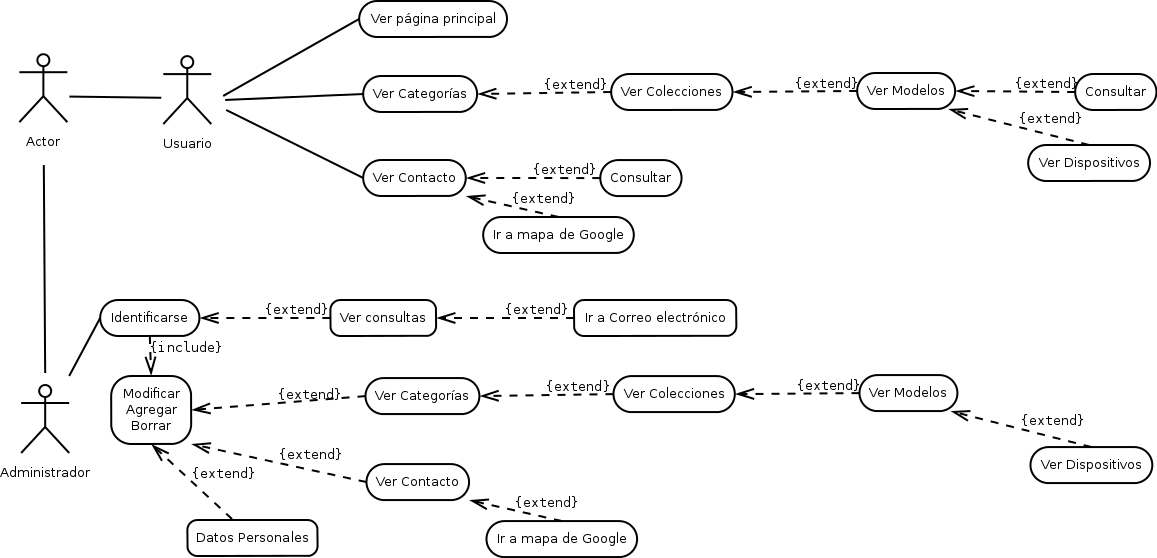 Ver página principal
{extend}
{extend}
{extend}
Ver Categorías
Ver Colecciones
Ver Modelos
Consultar
{extend}
Actor
Usuario
Ver Dispositivos
{extend}
Ver Contacto
Consultar
{extend}
Ir a mapa de Google
{extend}
{extend}
Identificarse
Ver consultas
Ir a Correo electrónico
{include}
{extend}
{extend}
{extend}
Modificar
Agregar
Borrar
Ver Categorías
Ver Colecciones
Ver Modelos
{extend}
{extend}
Ver Dispositivos
Administrador
{extend}
Ver Contacto
{extend}
Datos Personales
Ir a mapa de Google